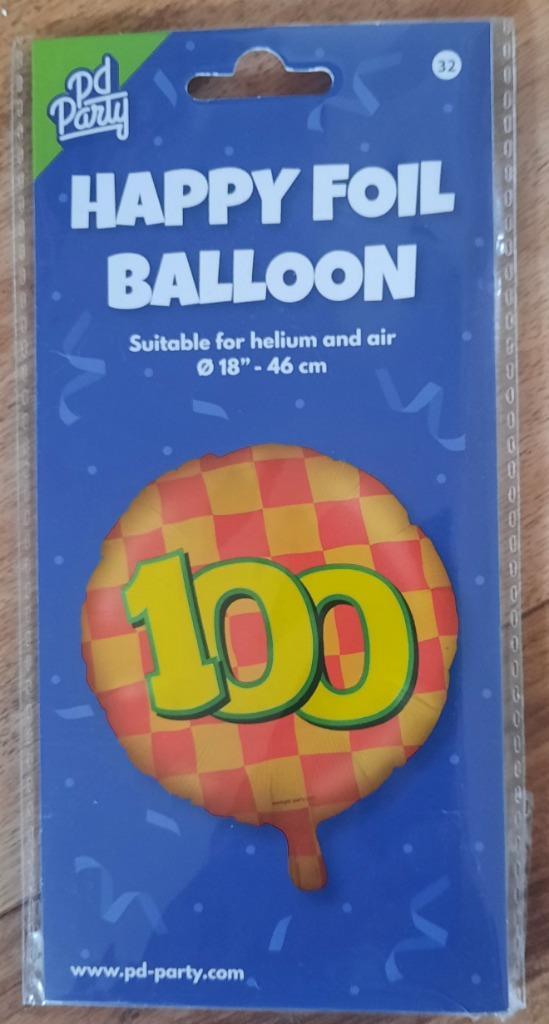 pd
Party
32
HAPPY FOIL
BALLOON
Suitable for helium and air
Ø 18” - 46 cm
100
www.pd-party.com